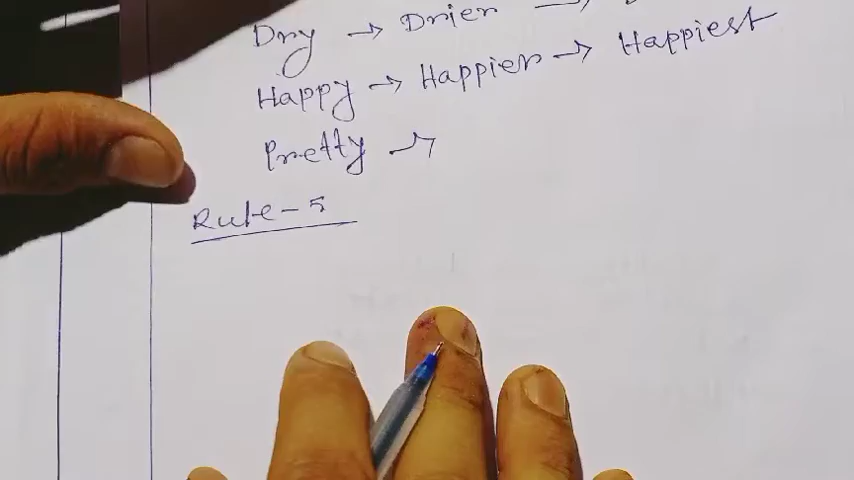 Dry → Drier →
Happy → Happier → Happiest
Pretty →
Rule-5